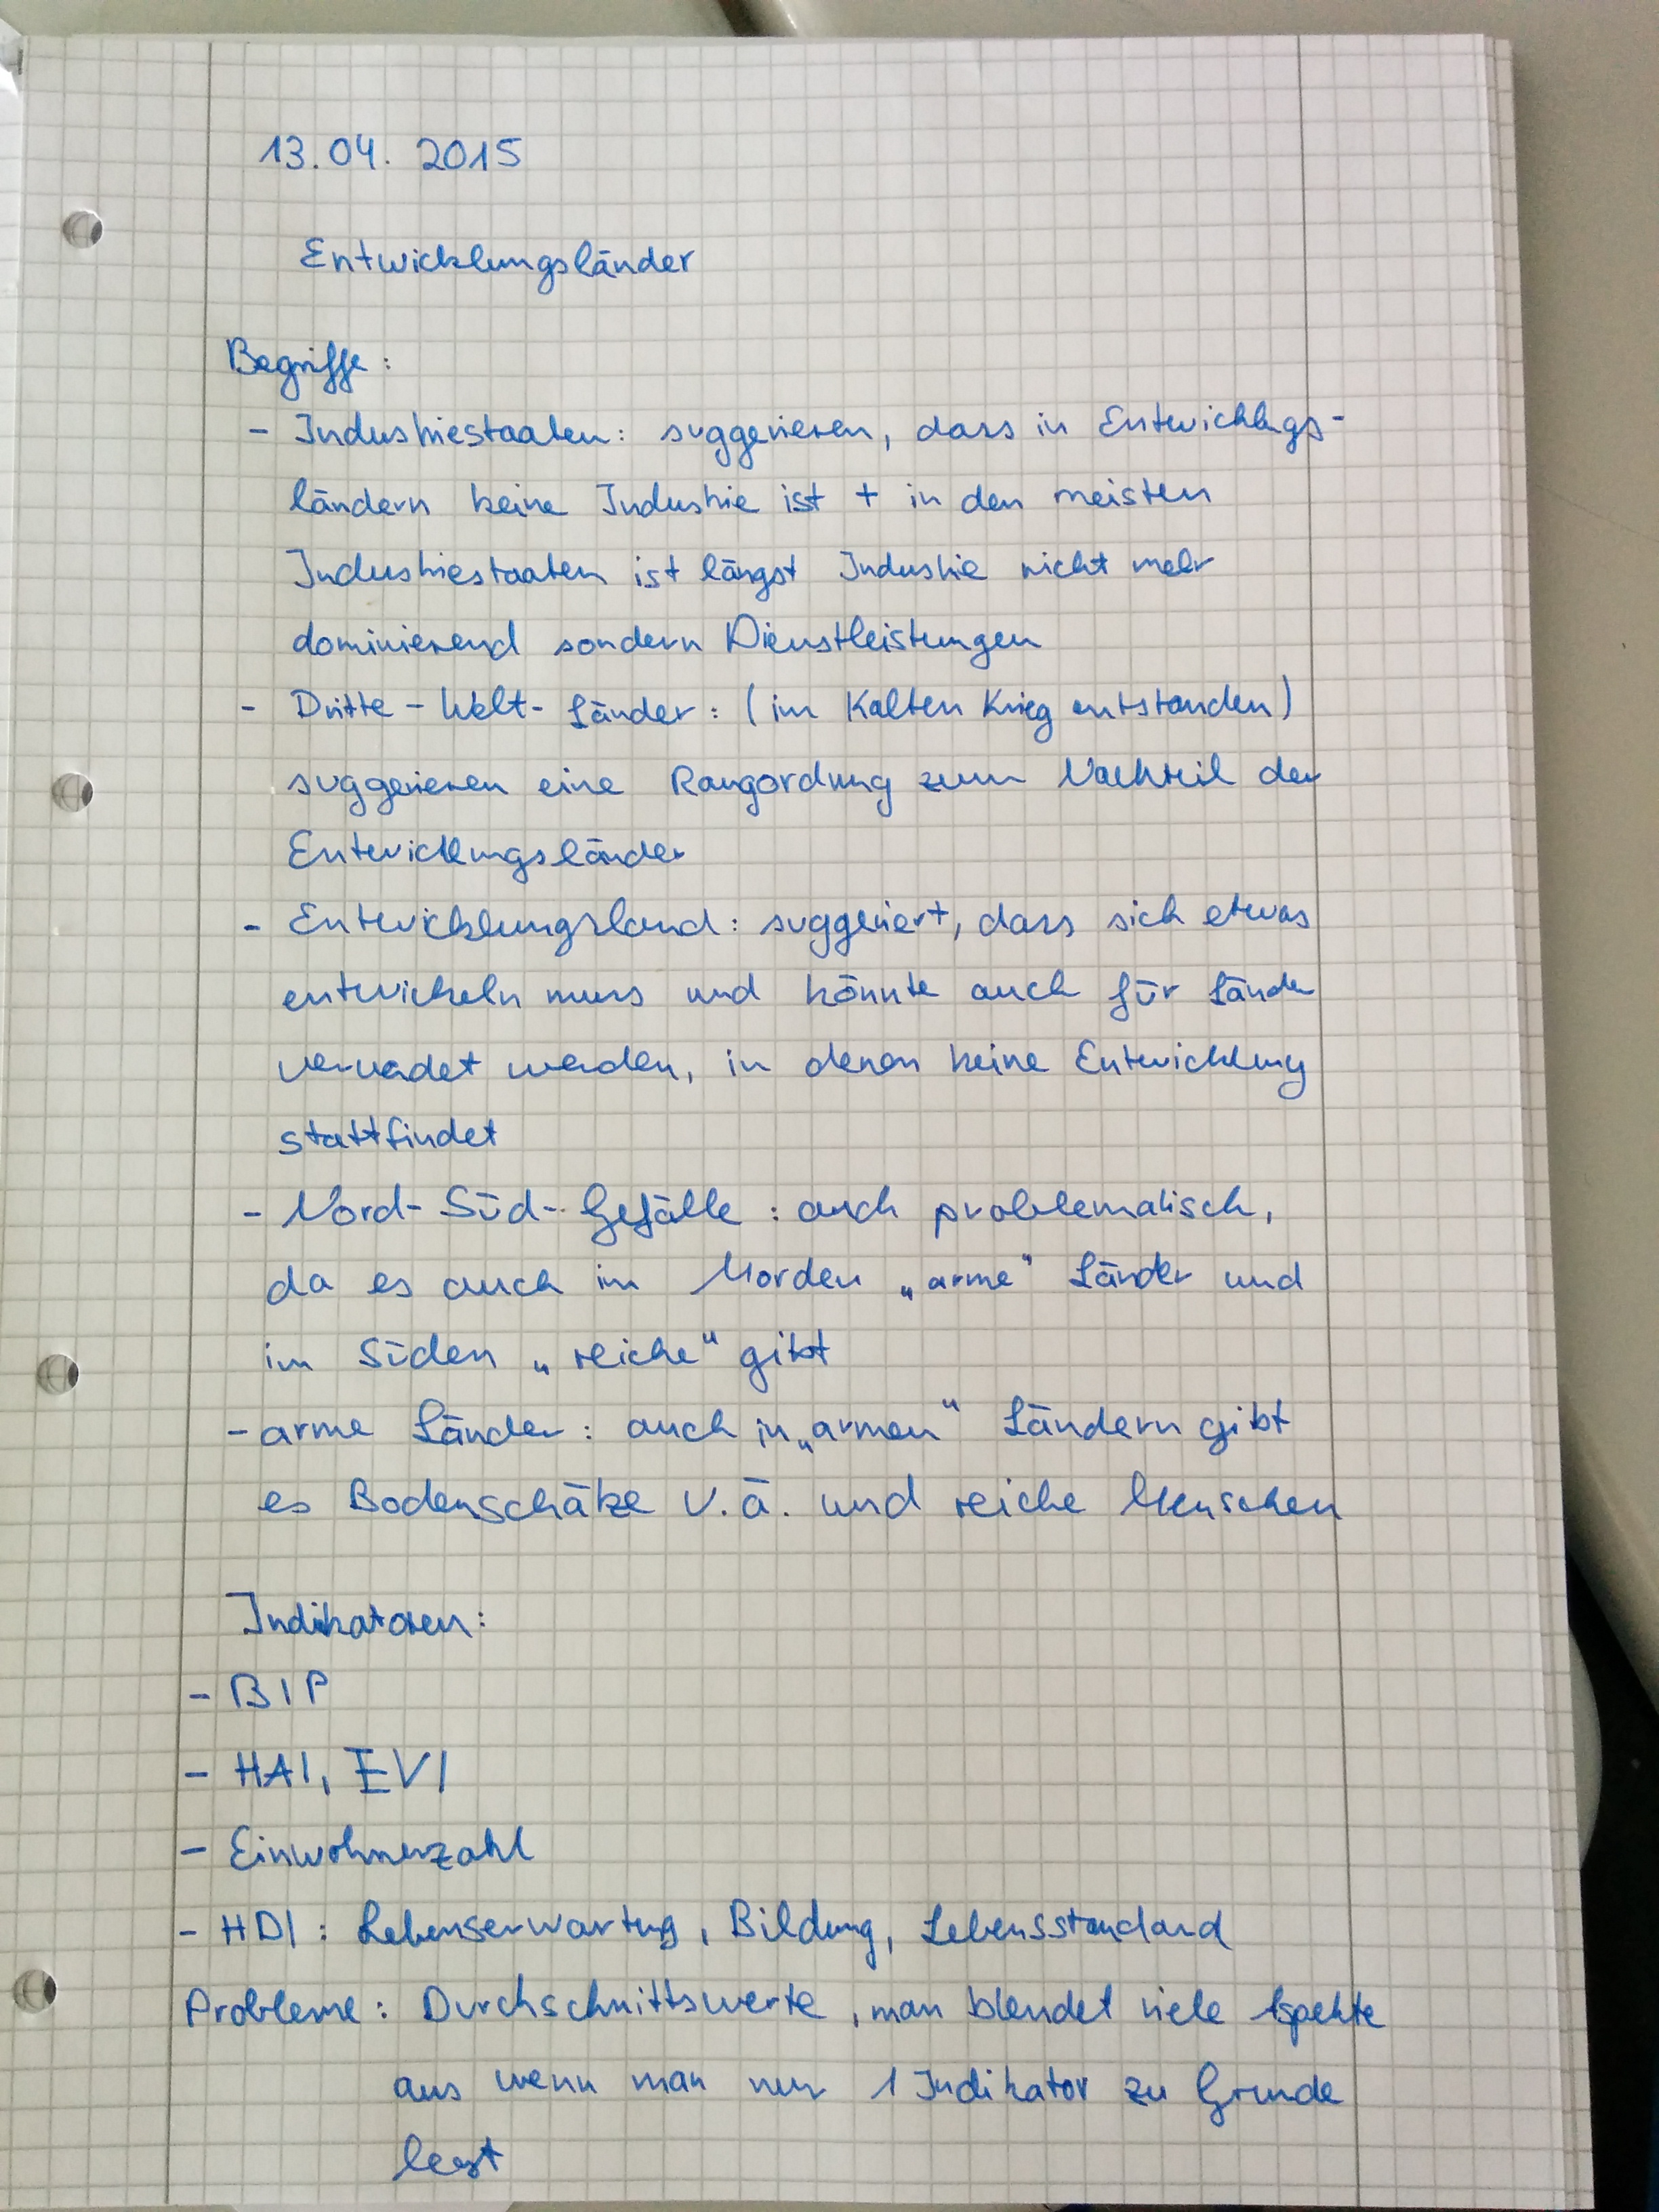 13.04. 2015
Entwicklungsländer
Begriffe:
- Industriestaaten: suggerieren, dass in Entwicklugs-
ländern keine Industrie ist + in den meisten
Industriestaaten ist längst Industrie nicht mehr
dominierend sondern Dienstleistungen
- Dritte-Welt-Länder: (im Kalten Krieg entstanden)
suggerieren eine Rangordnung zum Nachteil der
Entwicklungsländer
- Entwicklungsland: suggeriert, dass sich etwas
entwickeln muss und könnte auch für Länder
verwendet werden, in denen keine Entwicklung
stattfindet
- Nord-Süd-Gefälle: auch problematisch,
da es auch im Norden „arme" Länder und
im Süden „reiche" gibt
- arme Länder: auch in „armen" Ländern gibt
es Bodenschätze u.ä. und reiche Menschen
Indikatoren:
- BIP
- HAI, EVI
- Einwohnerzahl
- HDI: Lebenserwartung, Bildung, Lebensstandard
Probleme: Durchschnittswerte, man blendet viele Aspekte
aus wenn man nur 1 Indikator zu Grunde
legt